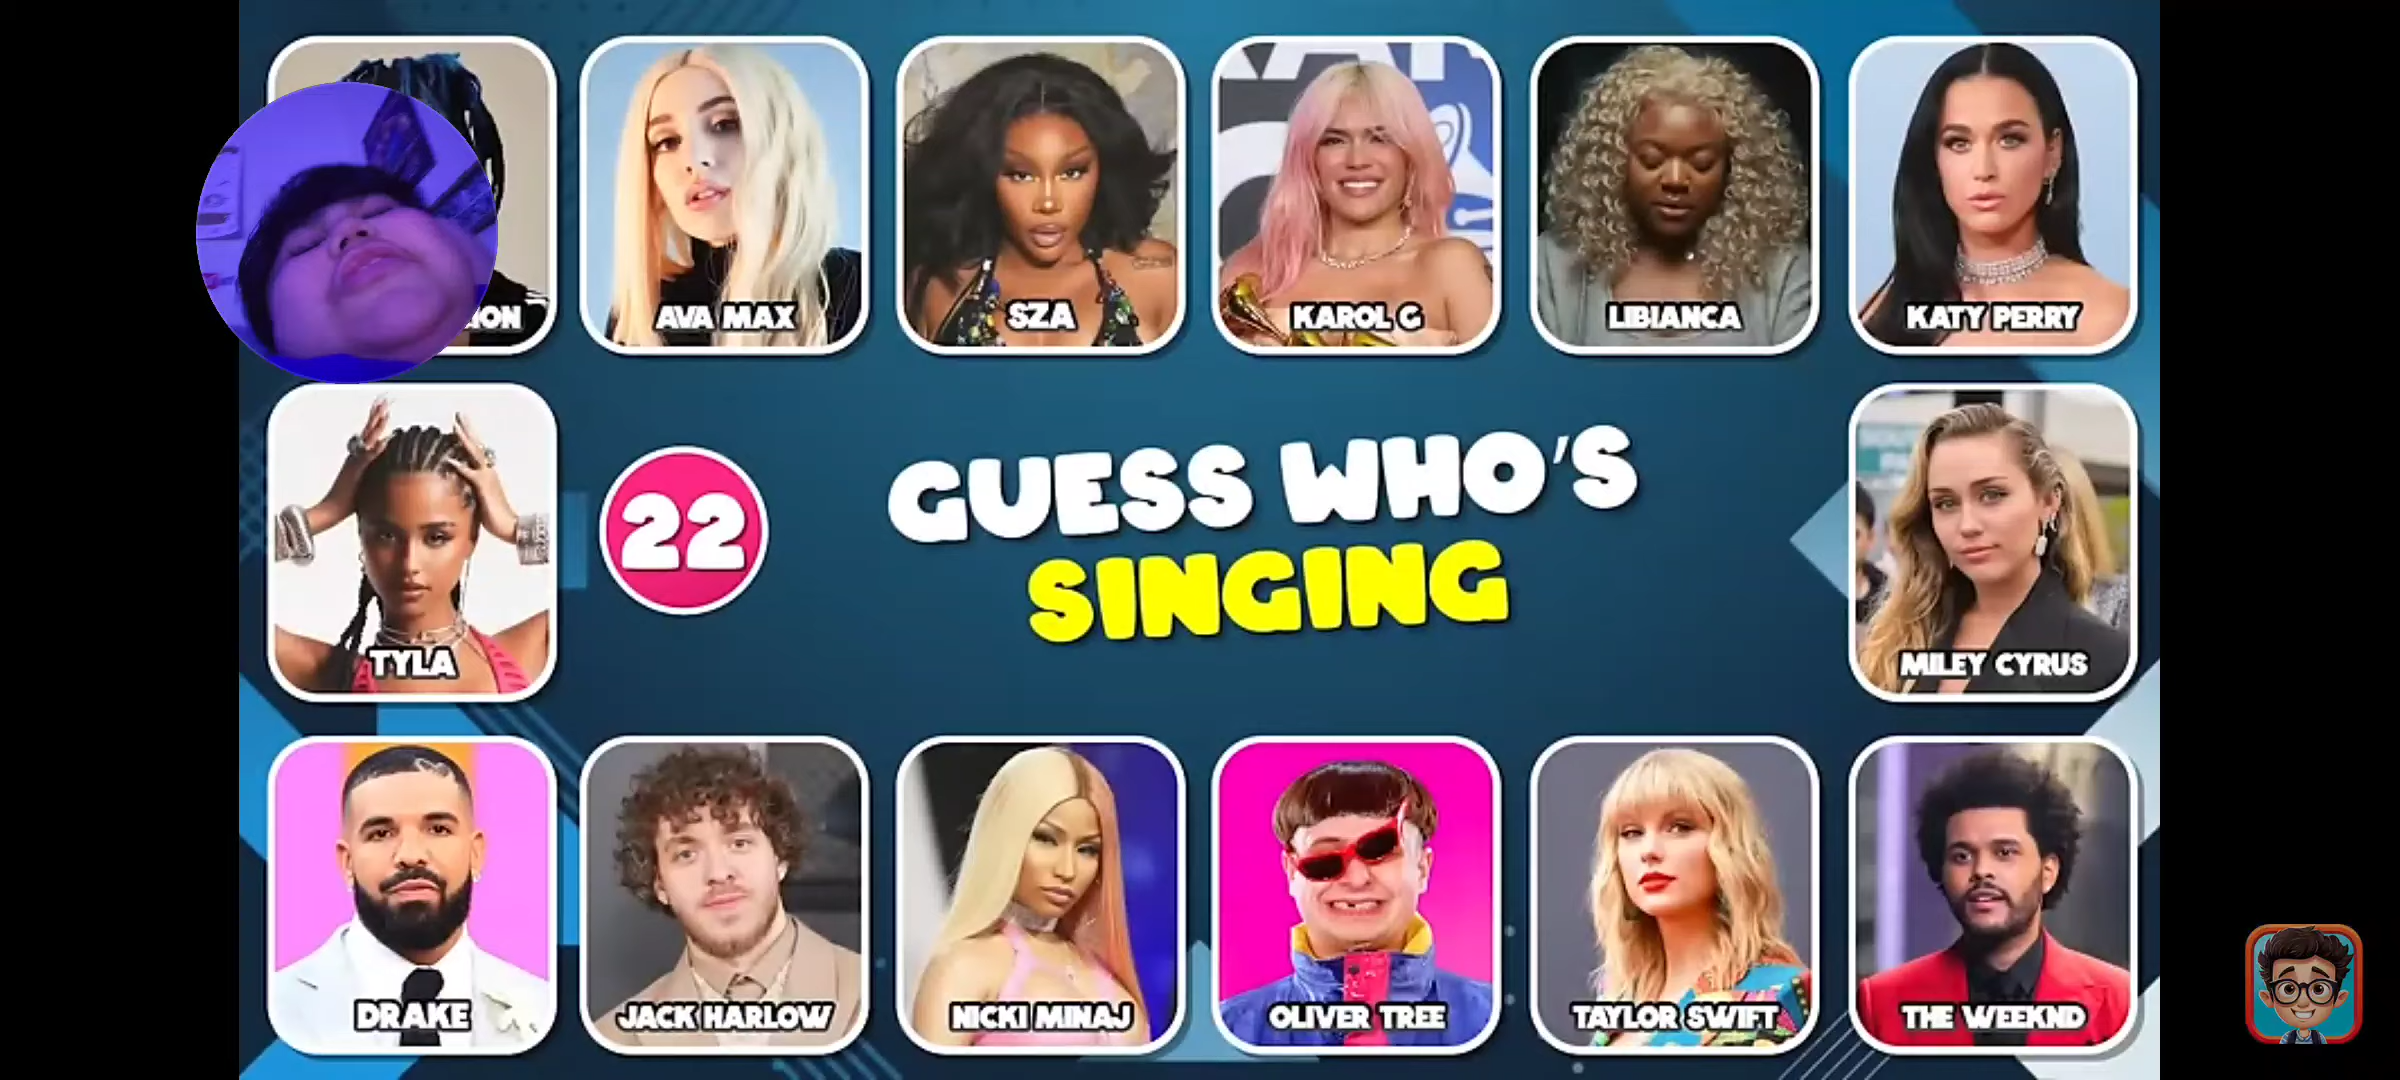 AVA MAX
SZA
KAROL G
LIBIANCA
KATY PERRY
TYLA
22
GUESS WHO'S
SINGING
MILEY CYRUS
DRAKE
JACK HARLOW
NICKI MINAJ
OLIVER TREE
TAYLOR SWIFT
THE WEEKND